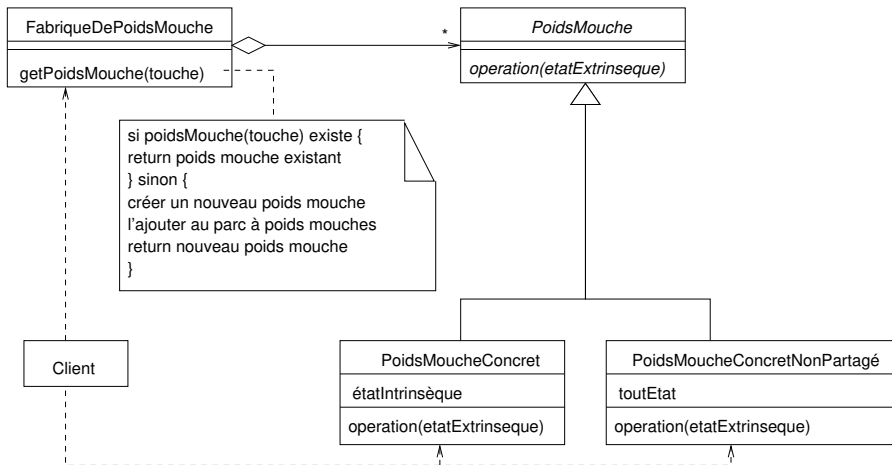 FabriqueDePoidsMouche
getPoidsMouche(touche)
*
PoidsMouche
operation(etatExtrinseque)
si poidsMouche(touche) existe {
return poids mouche existant
} sinon {
créer un nouveau poids mouche
l'ajouter au parc à poids mouches
return nouveau poids mouche
}
Client
PoidsMoucheConcret
étatIntrinsèque
operation(etatExtrinseque)
PoidsMoucheConcretNonPartagé
toutEtat
operation(etatExtrinseque)